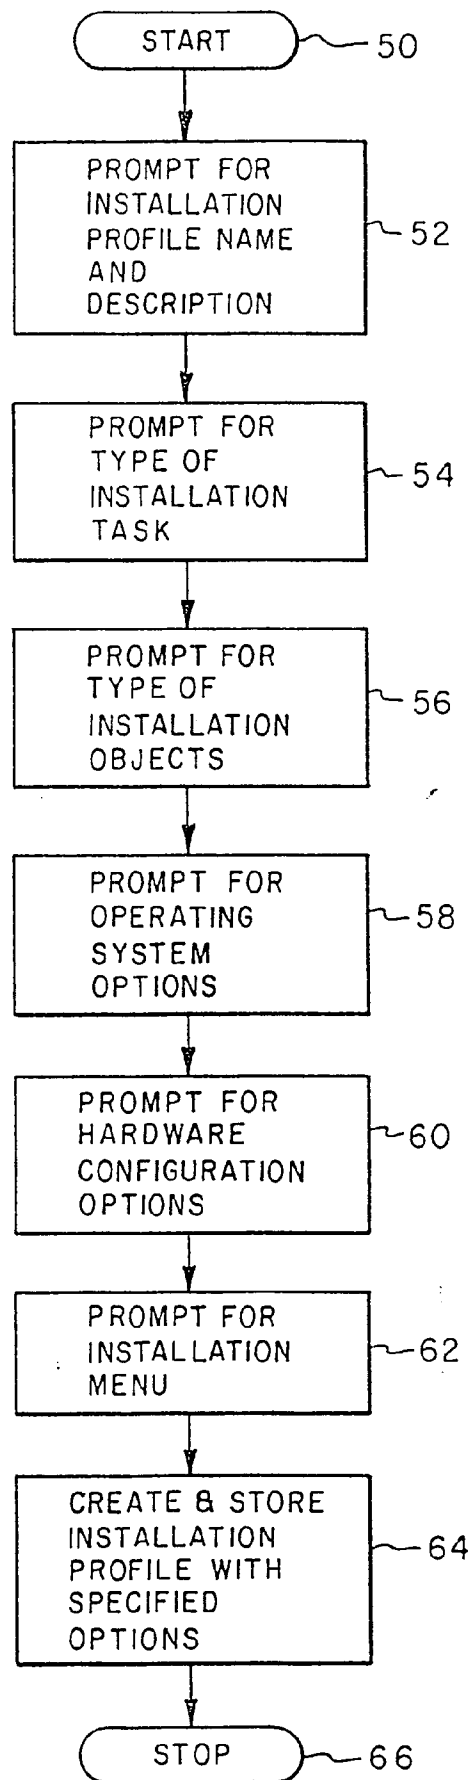 START
50
PROMPT FOR
INSTALLATION
PROFILE NAME
AND
DESCRIPTION
52
PROMPT FOR
TYPE OF
INSTALLATION
TASK
54
PROMPT FOR
TYPE OF
INSTALLATION
OBJECTS
56
PROMPT FOR
OPERATING
SYSTEM
OPTIONS
58
PROMPT FOR
HARDWARE
CONFIGURATION
OPTIONS
60
PROMPT FOR
INSTALLATION
MENU
62
CREATE & STORE
INSTALLATION
PROFILE WITH
SPECIFIED
OPTIONS
64
STOP
66